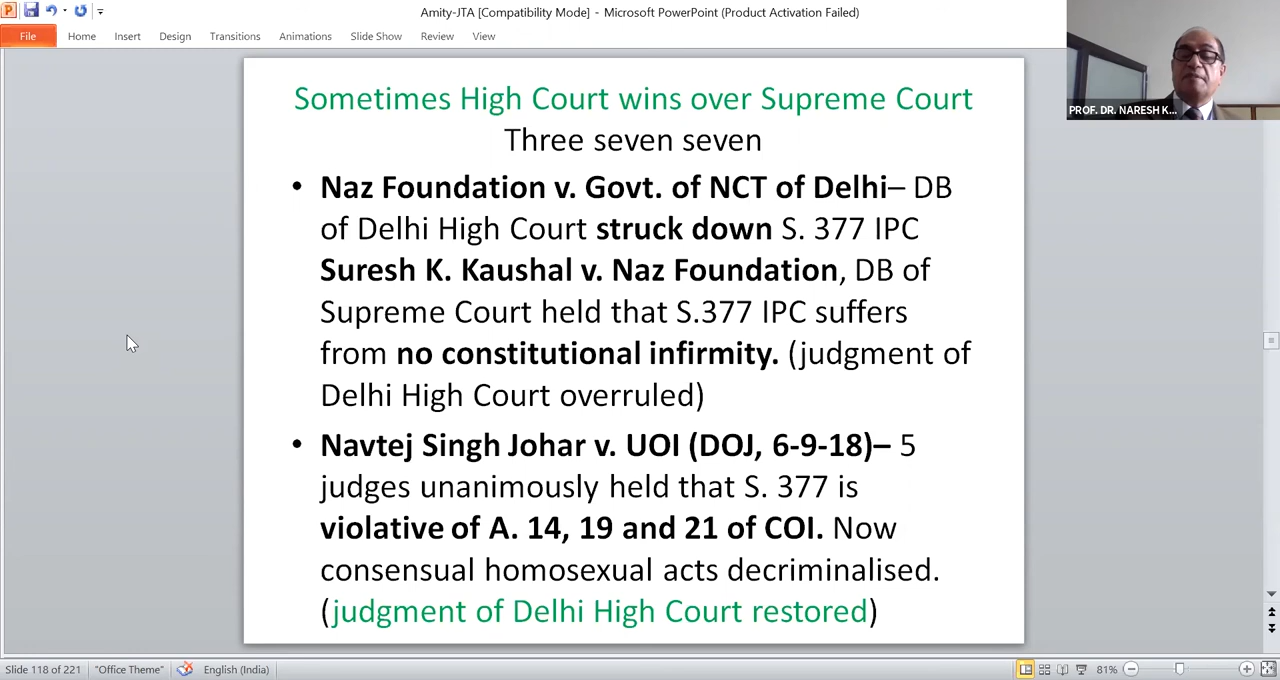 Amity-JTA [Compatibility Mode] - Microsoft PowerPoint (Product Activation Failed)
File Home Insert Design Transitions Animations Slide Show Review View
PROF. DR. NARESH K...
Sometimes High Court wins over Supreme Court
Three seven seven
• Naz Foundation v. Govt. of NCT of Delhi– DB
of Delhi High Court struck down S. 377 IPC
Suresh K. Kaushal v. Naz Foundation, DB of
Supreme Court held that S.377 IPC suffers
from no constitutional infirmity. (judgment of
Delhi High Court overruled)
• Navtej Singh Johar v. UOI (DOJ, 6-9-18)– 5
judges unanimously held that S. 377 is
violative of A. 14, 19 and 21 of COI. Now
consensual homosexual acts decriminalised.
(judgment of Delhi High Court restored)
Slide 118 of 221 "Office Theme" English (India) 81%